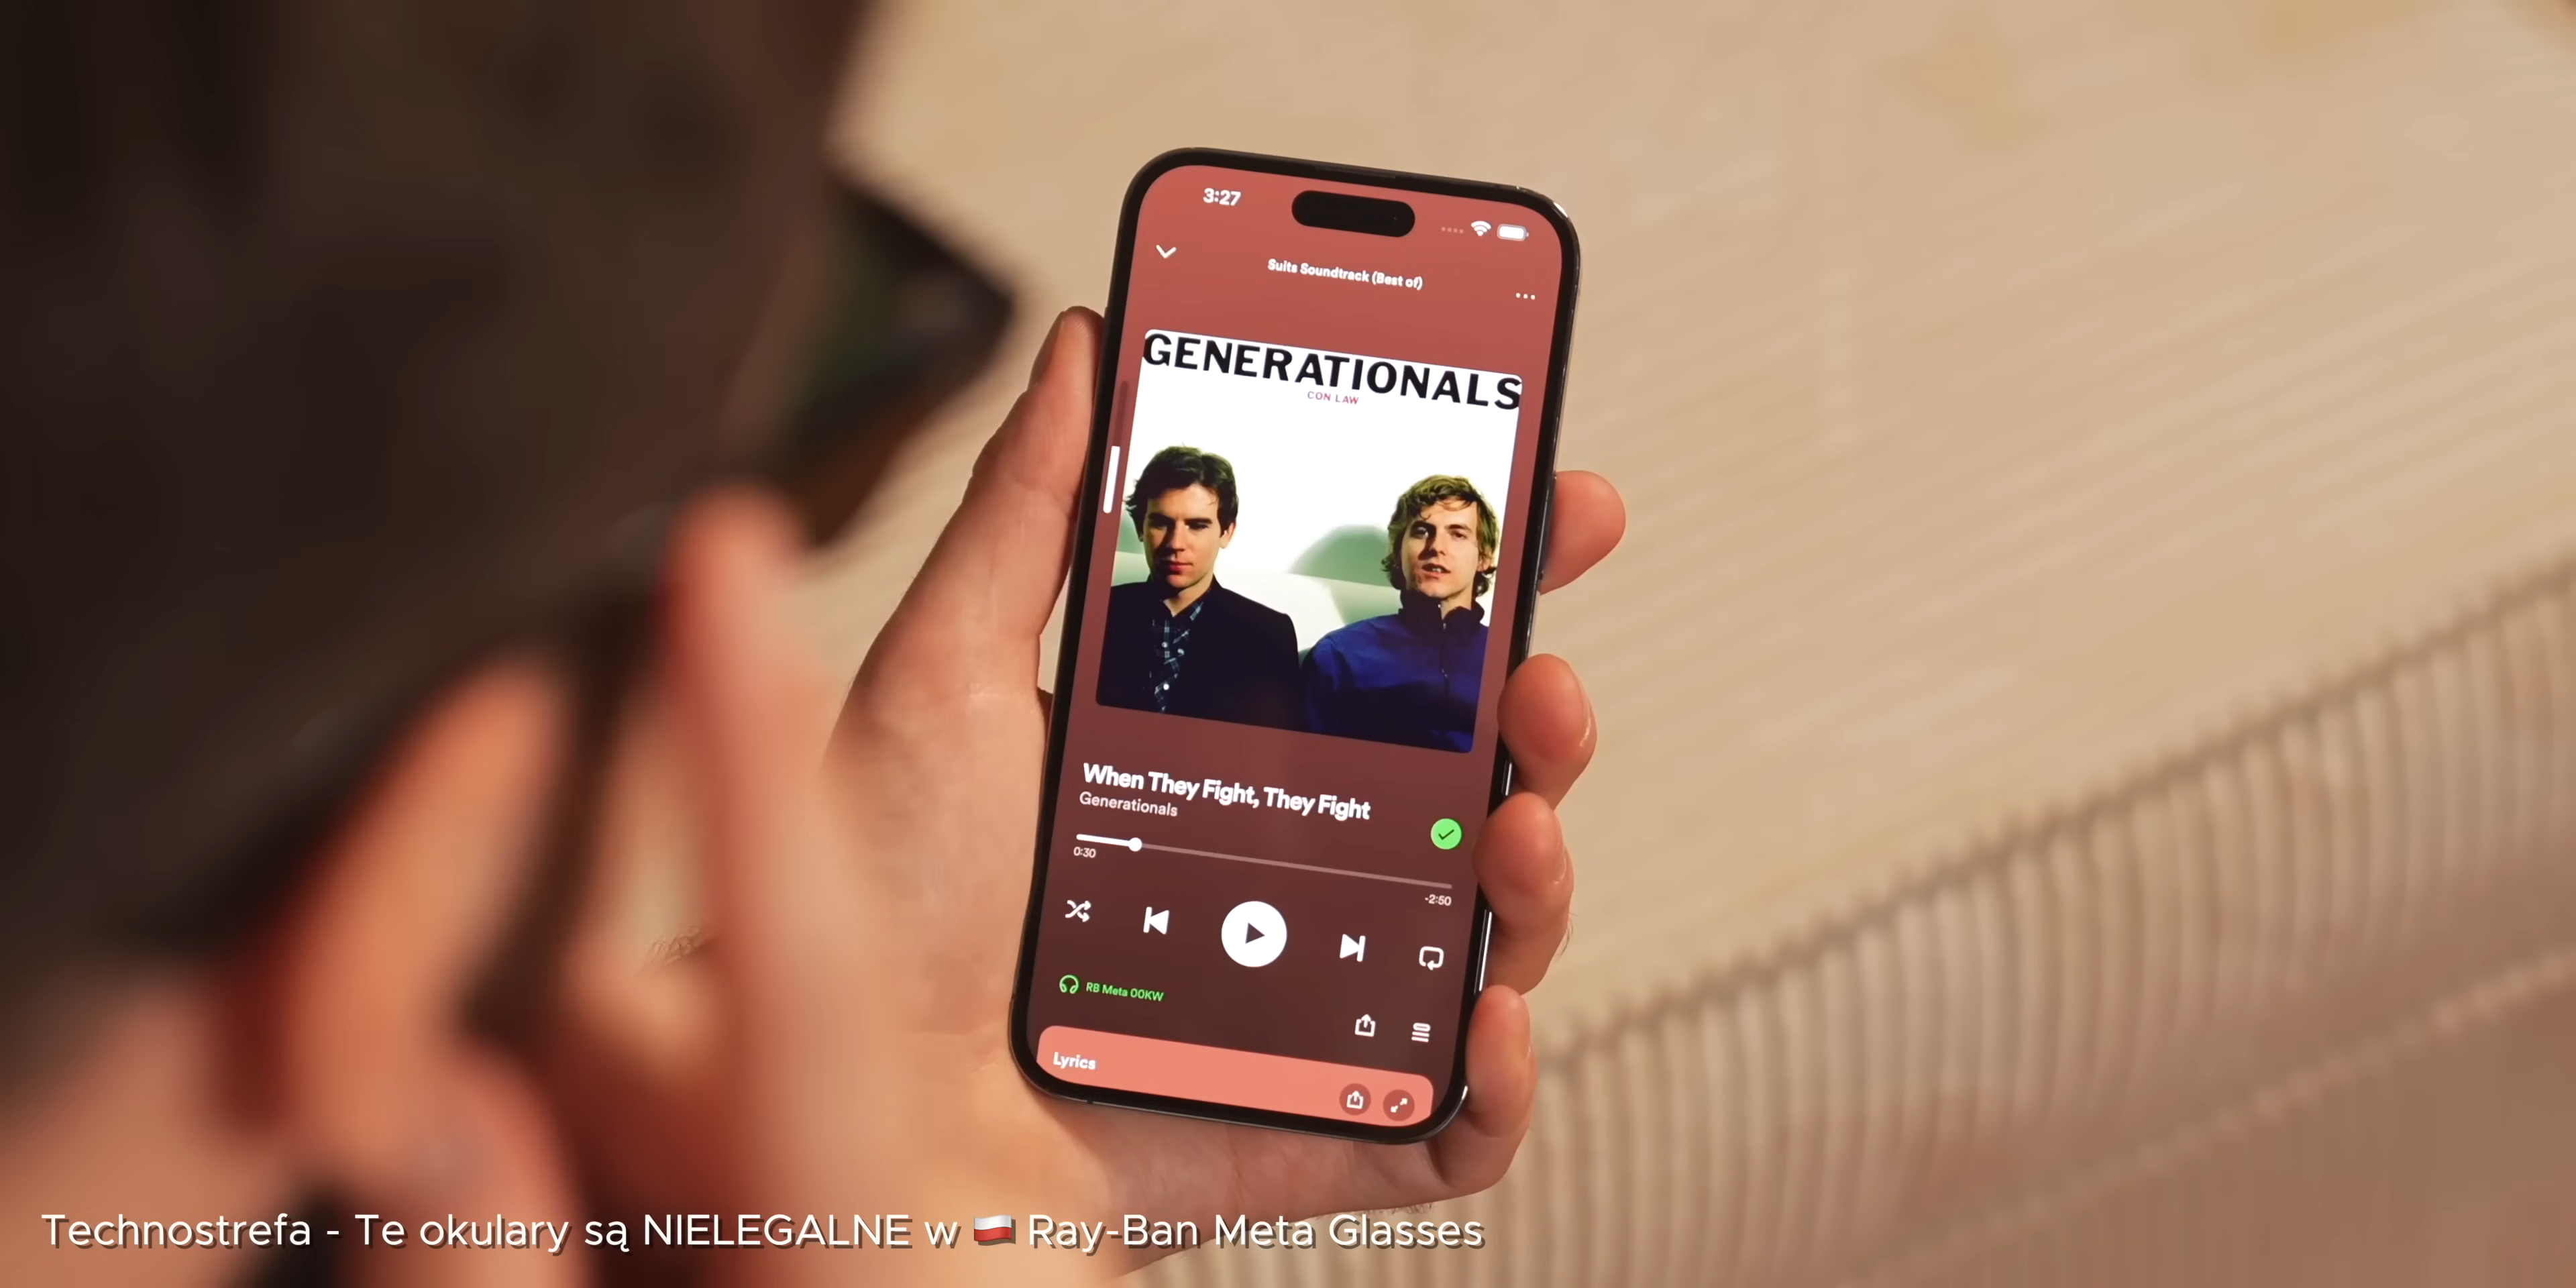 3:27
Suits Soundtrack (Best of)
GENERATIONALS
CON LAW
When They Fight, They Fight
Generationals
0:30
-2:50
RB Meta 00KW
Lyrics
Technostrefa - Te okulary są NIELEGALNE w 🇵🇱 Ray-Ban Meta Glasses